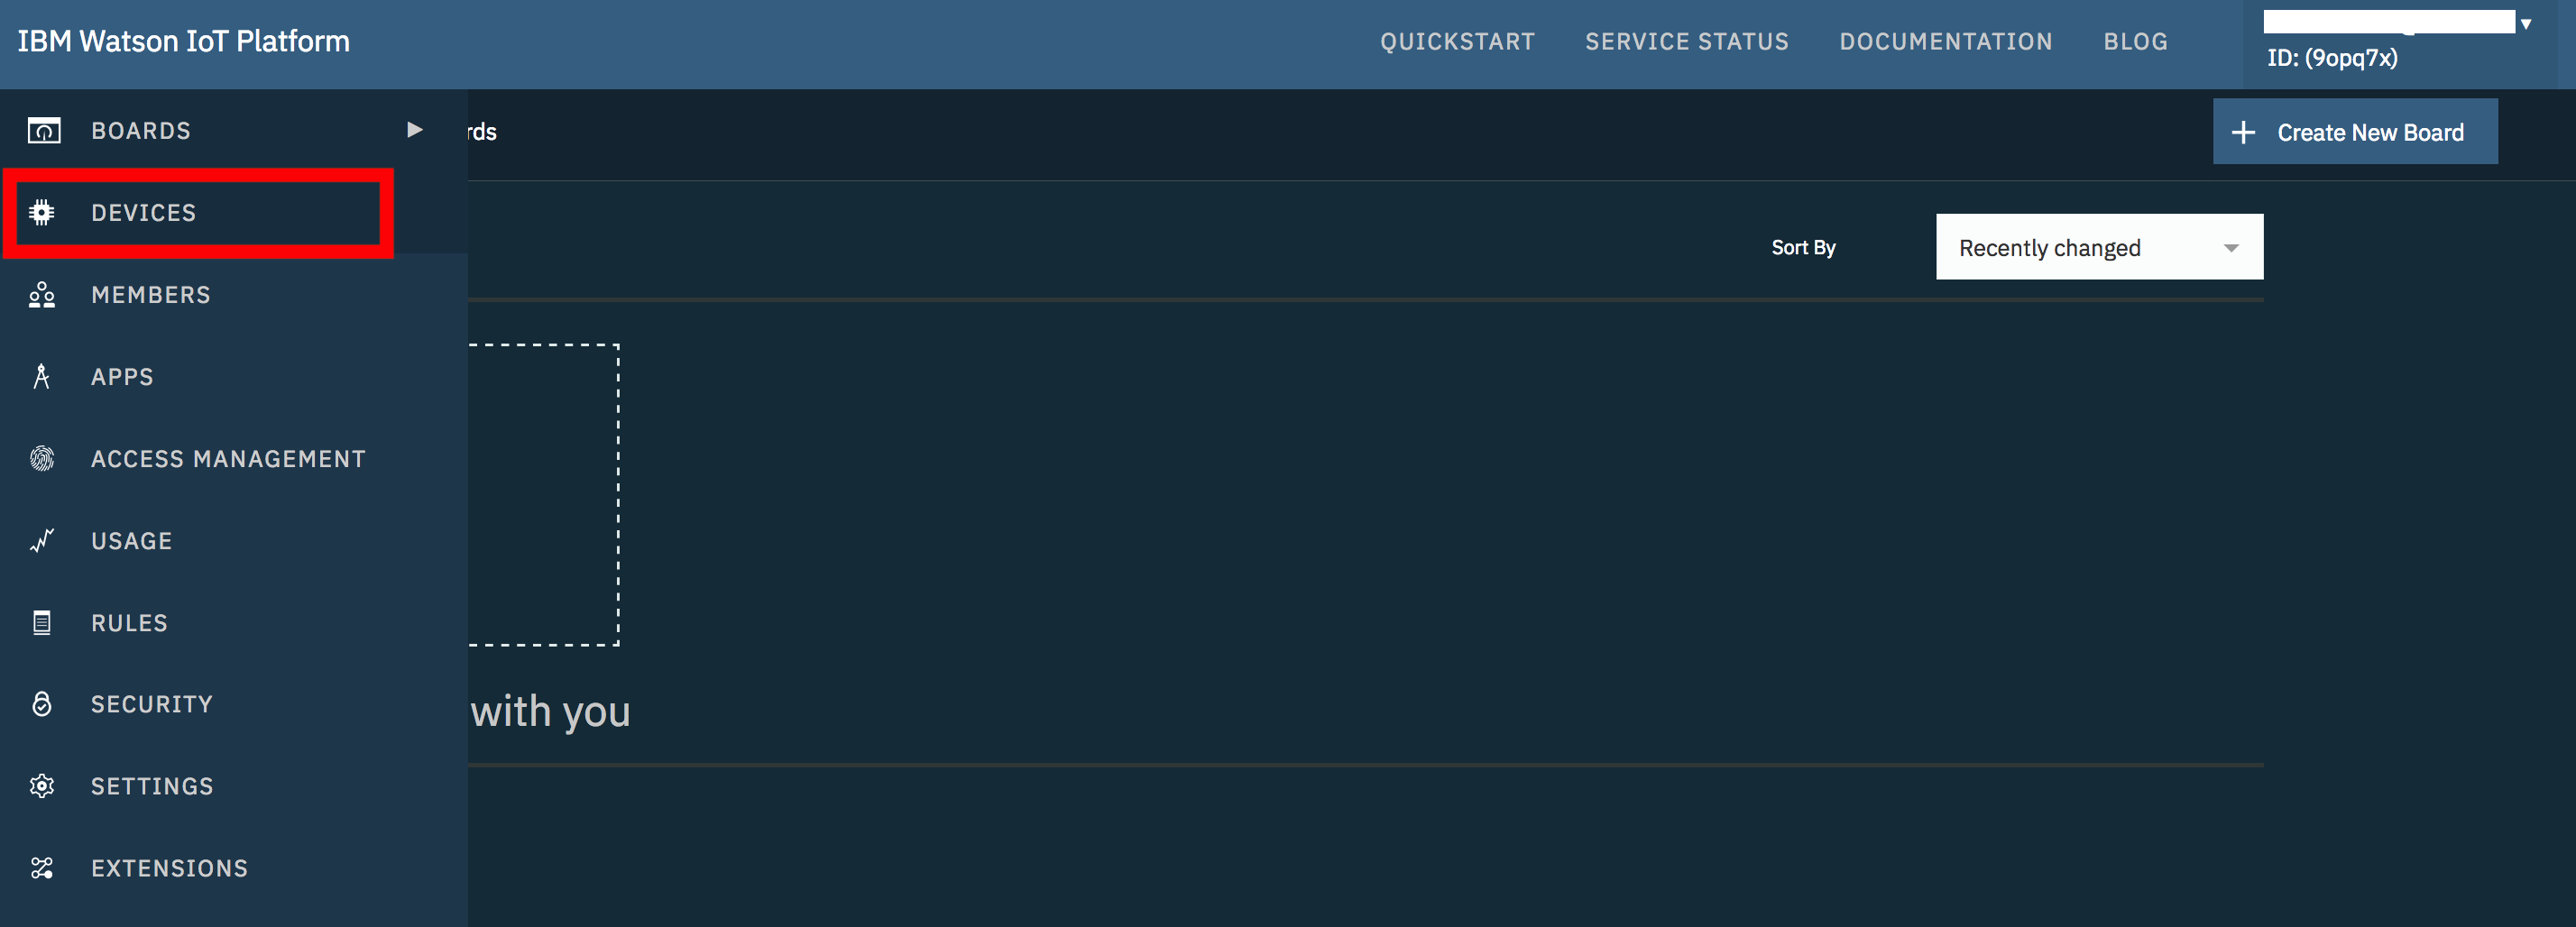 IBM Watson IoT Platform
QUICKSTART
SERVICE STATUS
DOCUMENTATION
BLOG
ID: (9opq7x)
BOARDS
rds
Create New Board
DEVICES
Sort By
Recently changed
MEMBERS
APPS
ACCESS MANAGEMENT
USAGE
RULES
SECURITY
with you
SETTINGS
EXTENSIONS